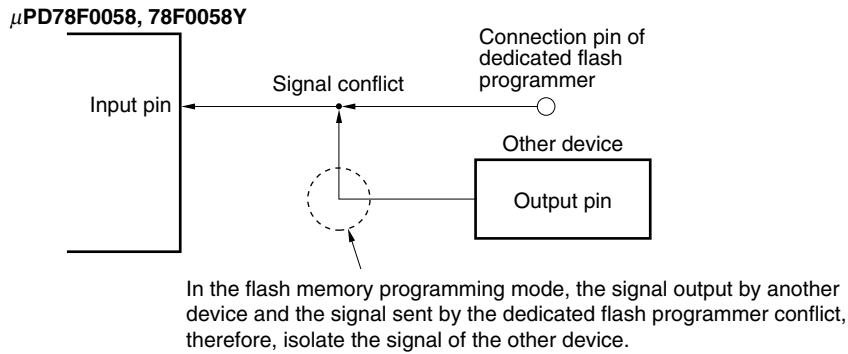 μPD78F0058, 78F0058Y
Connection pin of
dedicated flash
programmer
Signal conflict
Input pin
Other device
Output pin
In the flash memory programming mode, the signal output by another
device and the signal sent by the dedicated flash programmer conflict,
therefore, isolate the signal of the other device.